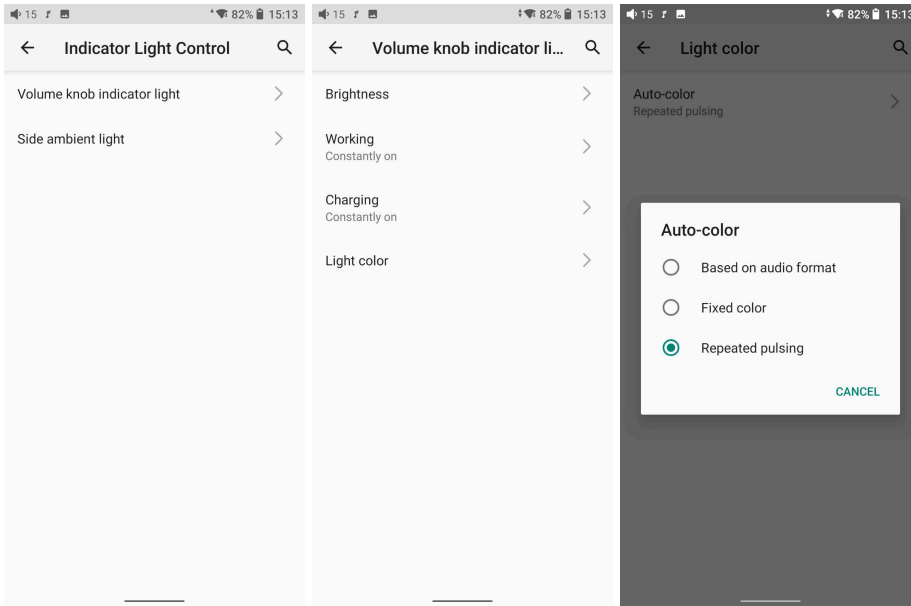 15 82% 15:13
Indicator Light Control
Volume knob indicator light
Side ambient light
15 82% 15:13
Volume knob indicator li...
Brightness
Working
Constantly on
Charging
Constantly on
Light color
15 82% 15:13
Light color
Auto-color
Repeated pulsing
Auto-color
Based on audio format
Fixed color
Repeated pulsing
CANCEL